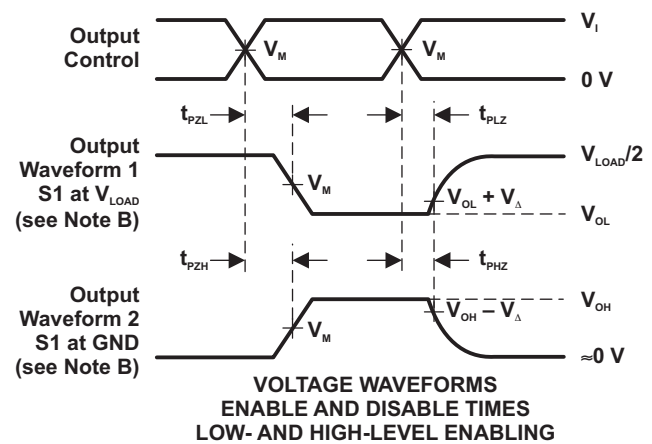 Output
Control
V_M
V_M
V_I
0 V
t_PZL
t_PLZ
Output
Waveform 1
S1 at V_LOAD
(see Note B)
V_M
V_OL + V_Δ
V_LOAD/2
V_OL
t_PZH
t_PHZ
Output
Waveform 2
S1 at GND
(see Note B)
V_M
V_OH – V_Δ
V_OH
≈0 V
VOLTAGE WAVEFORMS
ENABLE AND DISABLE TIMES
LOW- AND HIGH-LEVEL ENABLING